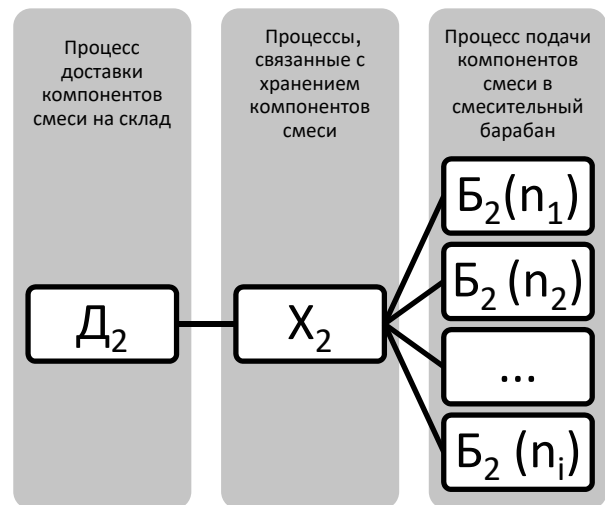 Процесс
доставки
компонентов
смеси на склад
Процессы,
связанные с
хранением
компонентов
смеси
Процесс подачи
компонентов
смеси в
смесительный
барабан
Д₂
Х₂
Б₂(n₁)
Б₂ (n₂)
...
Б₂ (nᵢ)